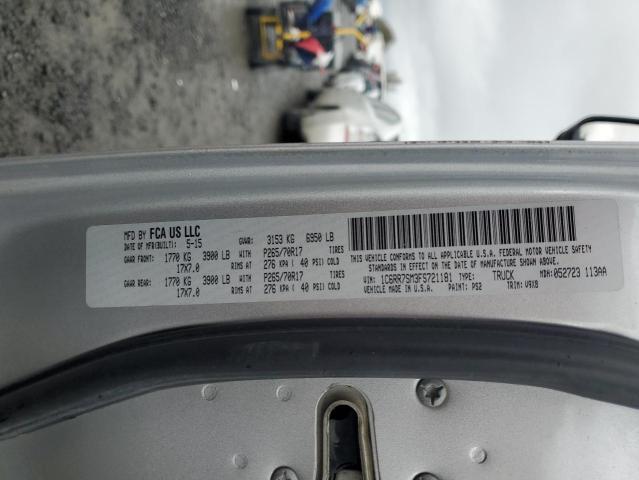 MFD BY FCA US LLC
DATE OF MFR(BUILT): 5-15 GVWR: 3153 KG 6950 LB
GAWR FRONT: 1770 KG 3900 LB WITH P265/70R17 TIRES
17X7.0 RIMS AT 276 KPA ( 40 PSI) COLD
GAWR REAR: 1770 KG 3900 LB WITH P265/70R17 TIRES
17X7.0 RIMS AT 276 KPA ( 40 PSI) COLD
THIS VEHICLE CONFORMS TO ALL APPLICABLE U.S.A. FEDERAL MOTOR VEHICLE SAFETY
STANDARDS IN EFFECT ON THE DATE OF MANUFACTURE SHOWN ABOVE.
VIN: 1C6RR7SM3FS721181 TYPE: TRUCK MDH: 052723 113AA
VEHICLE MADE IN U.S.A. PAINT: PS2 TRIM: V9X8